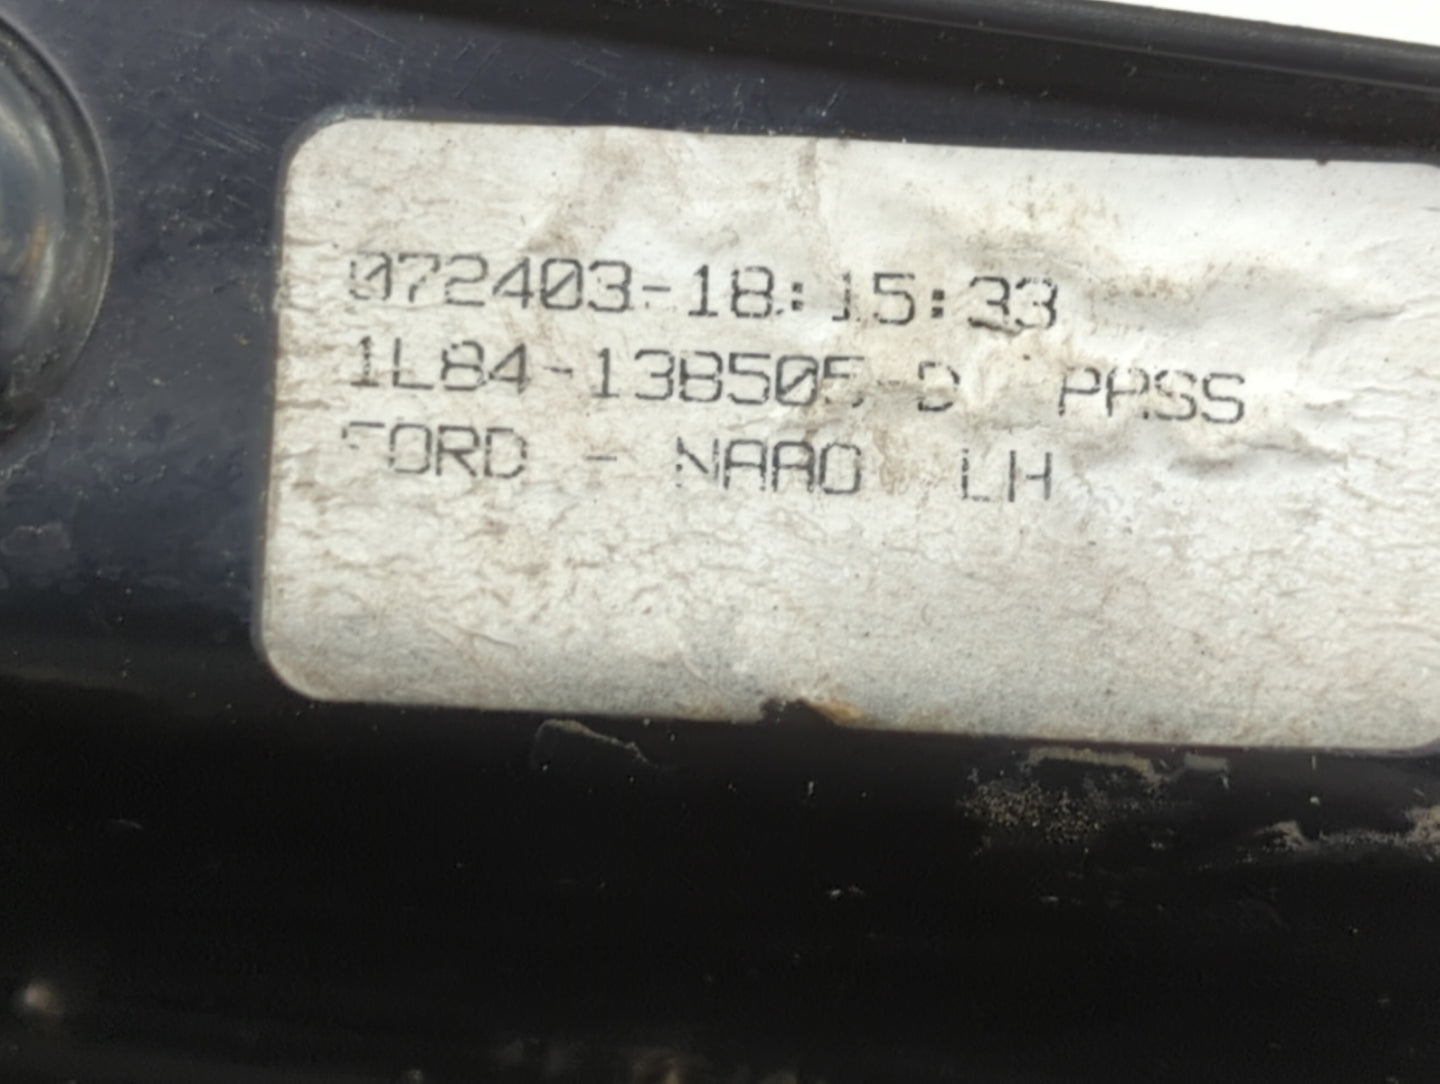 072403-18:15:33
1L84-13B505 D PASS
FORD - NAAO LH